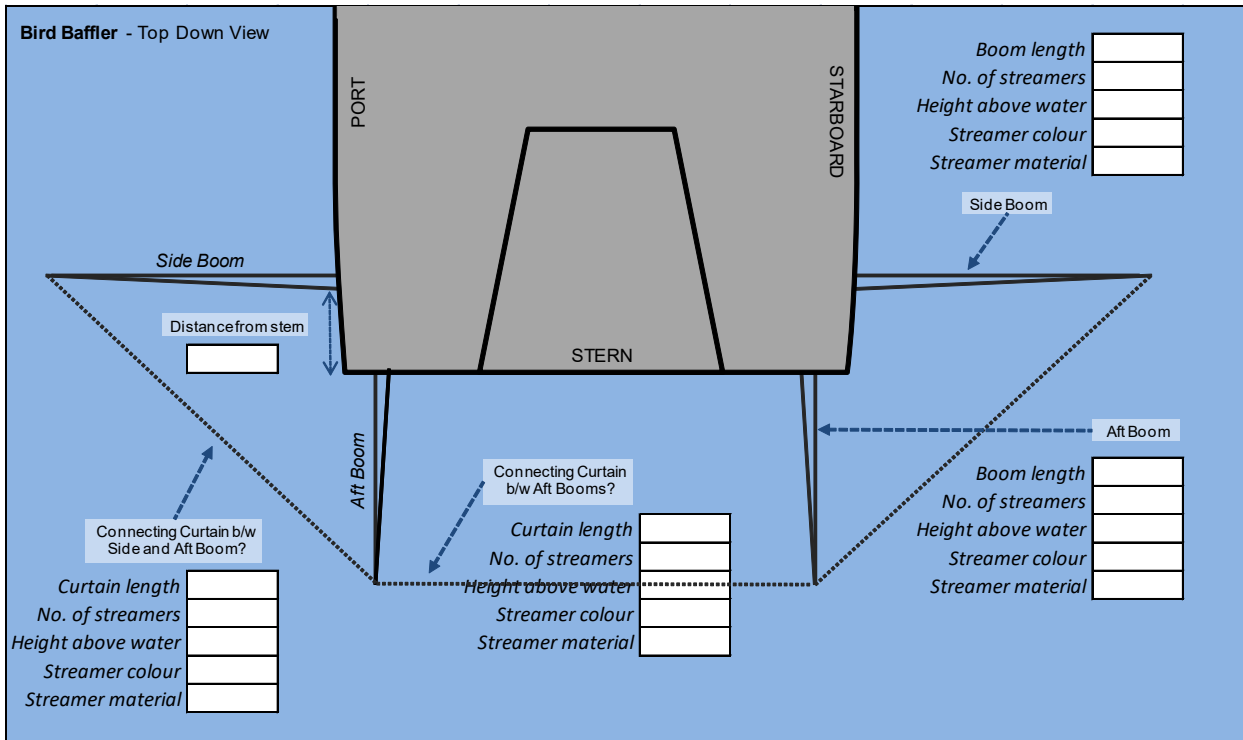 Bird Baffler - Top Down View
PORT
STARBOARD
Boom length
No. of streamers
Height above water
Streamer colour
Streamer material
Side Boom
Side Boom
Distance from stern
STERN
Aft Boom
Aft Boom
Connecting Curtain
b/w Aft Booms?
Boom length
No. of streamers
Height above water
Streamer colour
Streamer material
Connecting Curtain b/w
Side and Aft Boom?
Curtain length
No. of streamers
Height above water
Streamer colour
Streamer material
Curtain length
No. of streamers
Height above water
Streamer colour
Streamer material